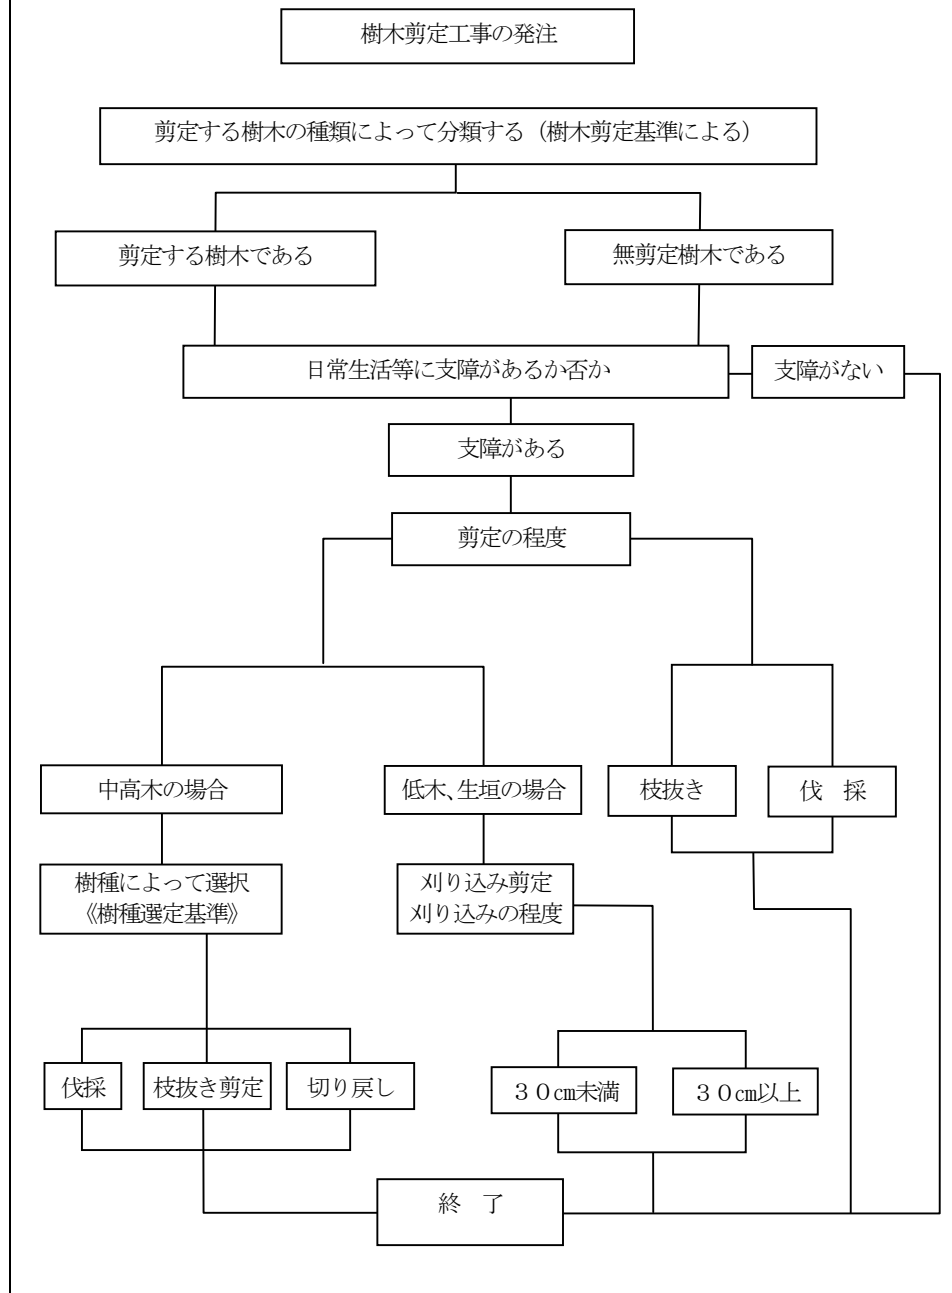 樹木剪定工事の発注
剪定する樹木の種類によって分類する（樹木剪定基準による）
剪定する樹木である
無剪定樹木である
日常生活等に支障があるか否か
支障がない
支障がある
剪定の程度
中高木の場合
低木、生垣の場合
枝抜き
伐　採
樹種によって選択
《樹種選定基準》
刈り込み剪定
刈り込みの程度
伐採
枝抜き剪定
切り戻し
３０㎝未満
３０㎝以上
終　了